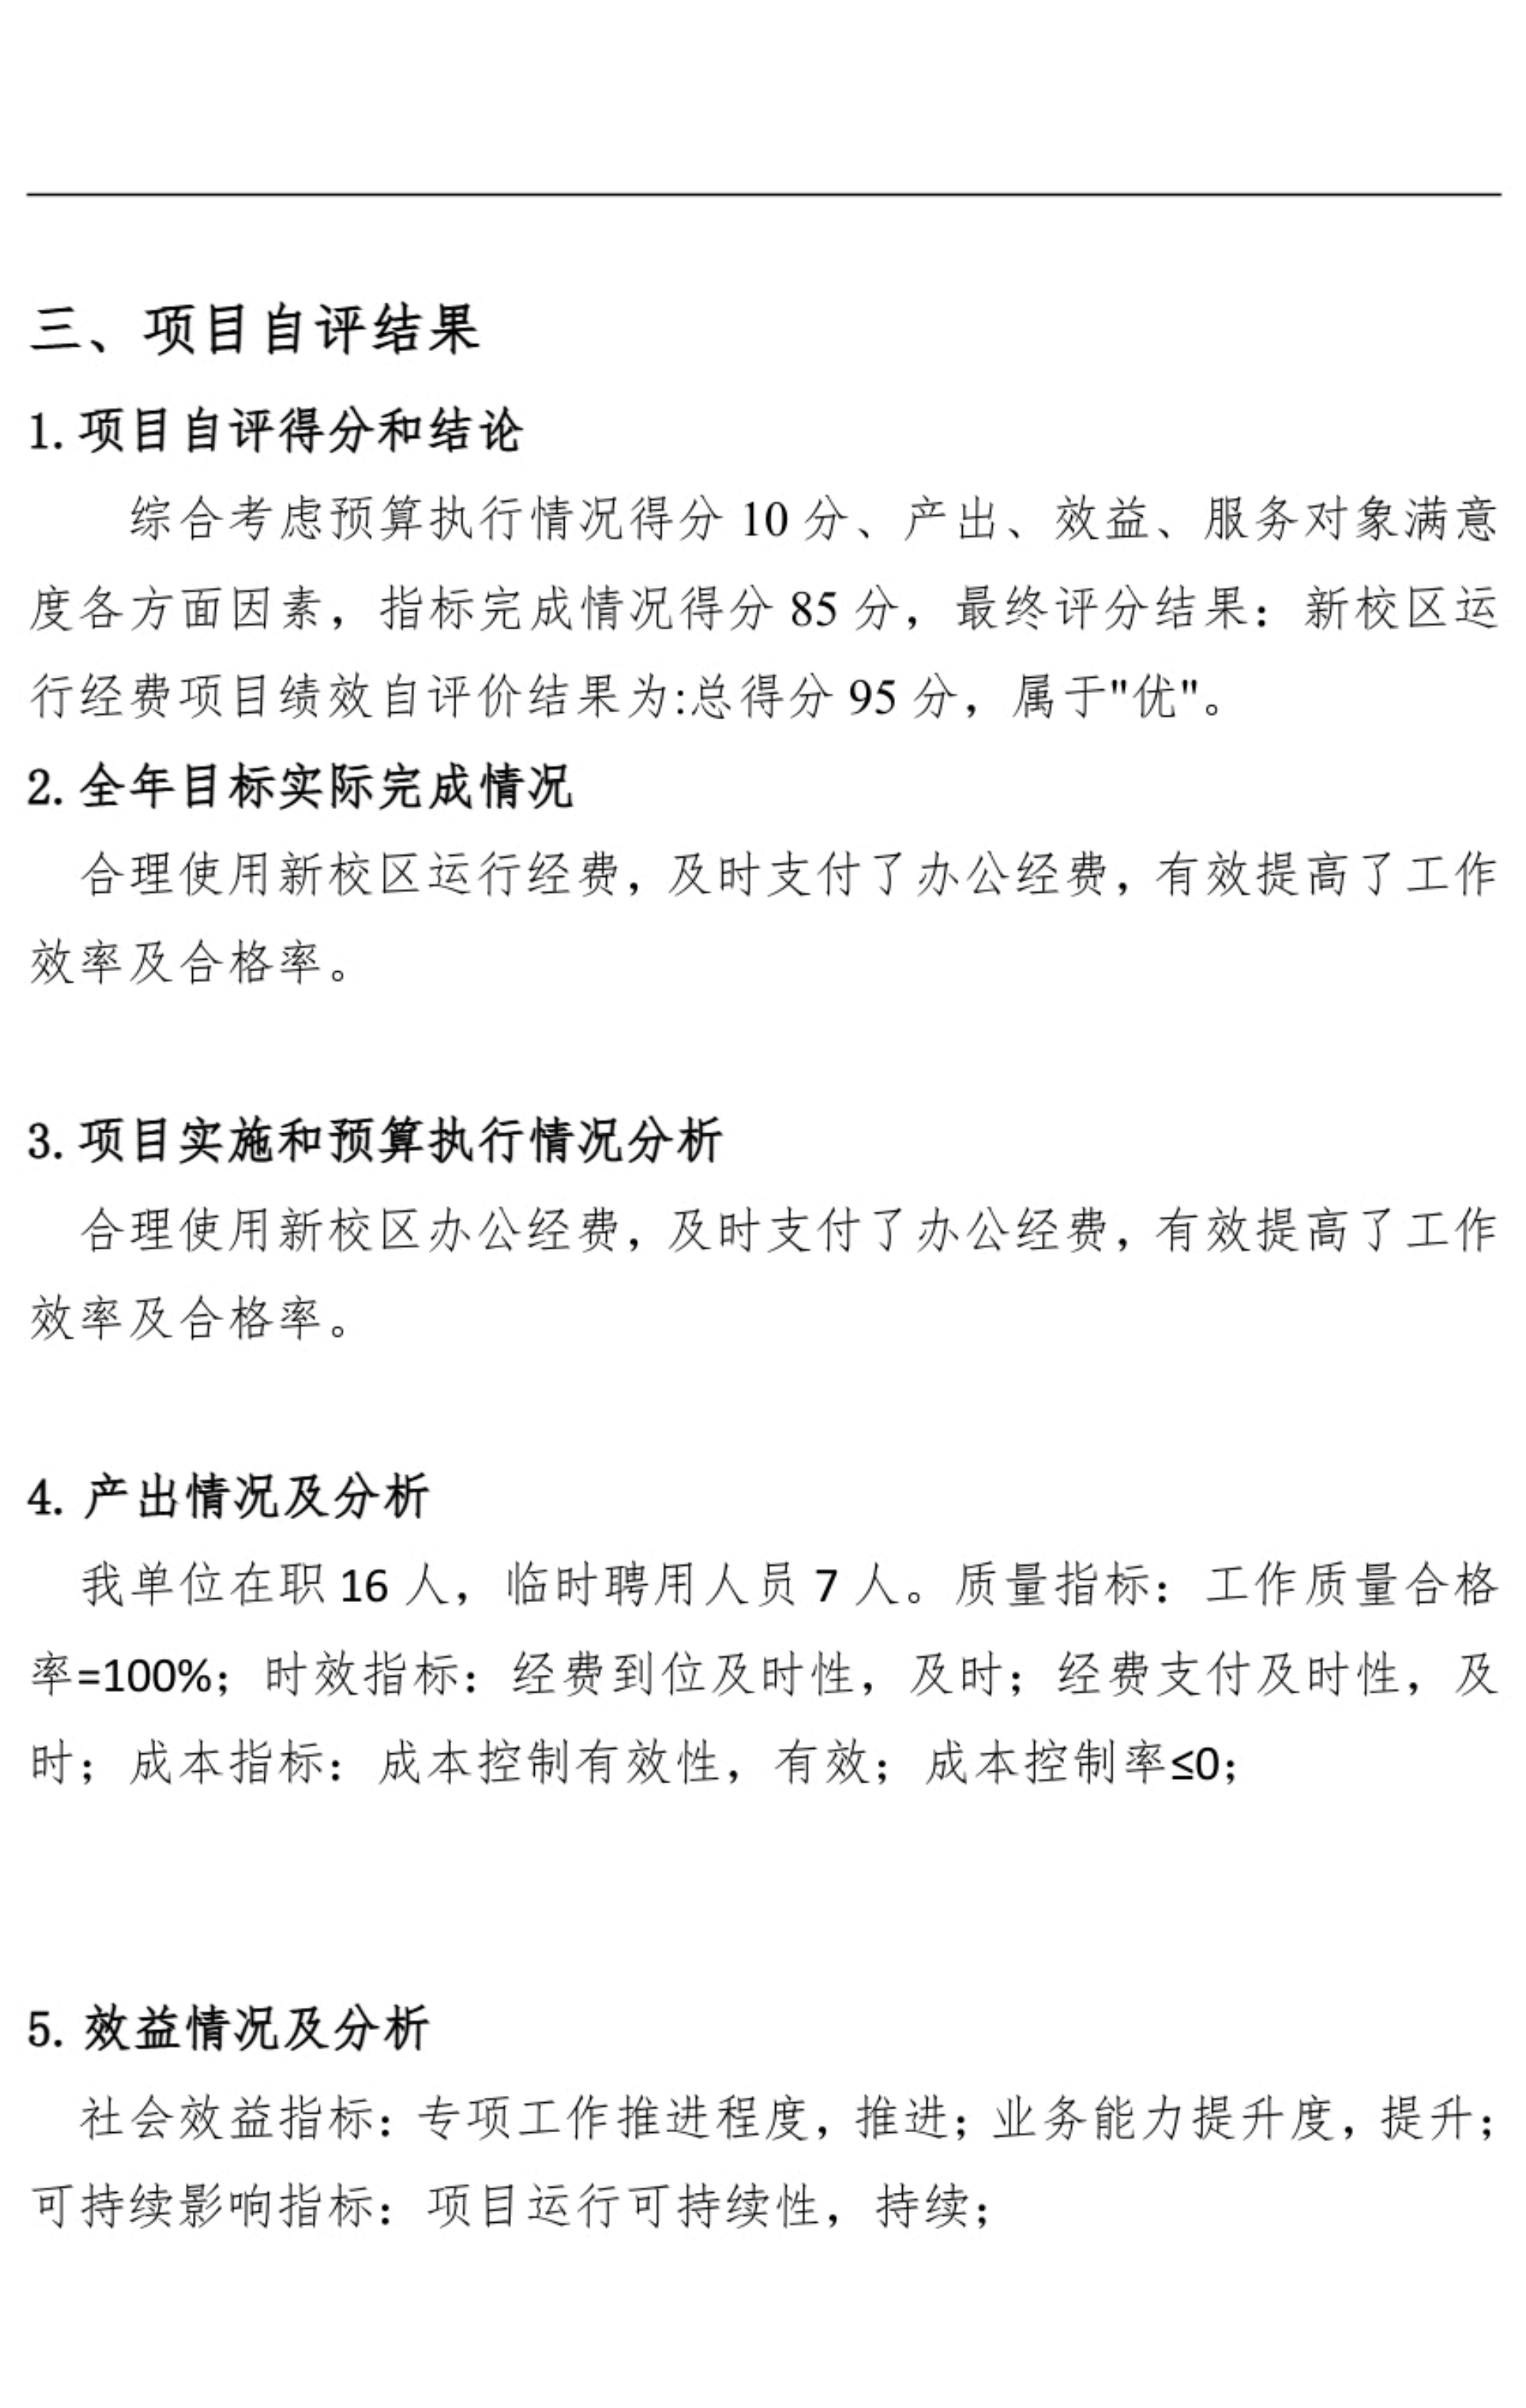 三、项目自评结果
1.项目自评得分和结论
综合考虑预算执行情况得分 10 分、产出、效益、服务对象满意
度各方面因素，指标完成情况得分 85 分，最终评分结果：新校区运
行经费项目绩效自评价结果为:总得分 95 分，属于"优"。
2.全年目标实际完成情况
合理使用新校区运行经费，及时支付了办公经费，有效提高了工作
效率及合格率。
3.项目实施和预算执行情况分析
合理使用新校区办公经费，及时支付了办公经费，有效提高了工作
效率及合格率。
4. 产出情况及分析
我单位在职 16 人，临时聘用人员 7 人。质量指标：工作质量合格
率=100%；时效指标：经费到位及时性，及时；经费支付及时性，及
时；成本指标：成本控制有效性，有效；成本控制率≤0；
5. 效益情况及分析
社会效益指标：专项工作推进程度，推进；业务能力提升度，提升；
可持续影响指标：项目运行可持续性，持续；